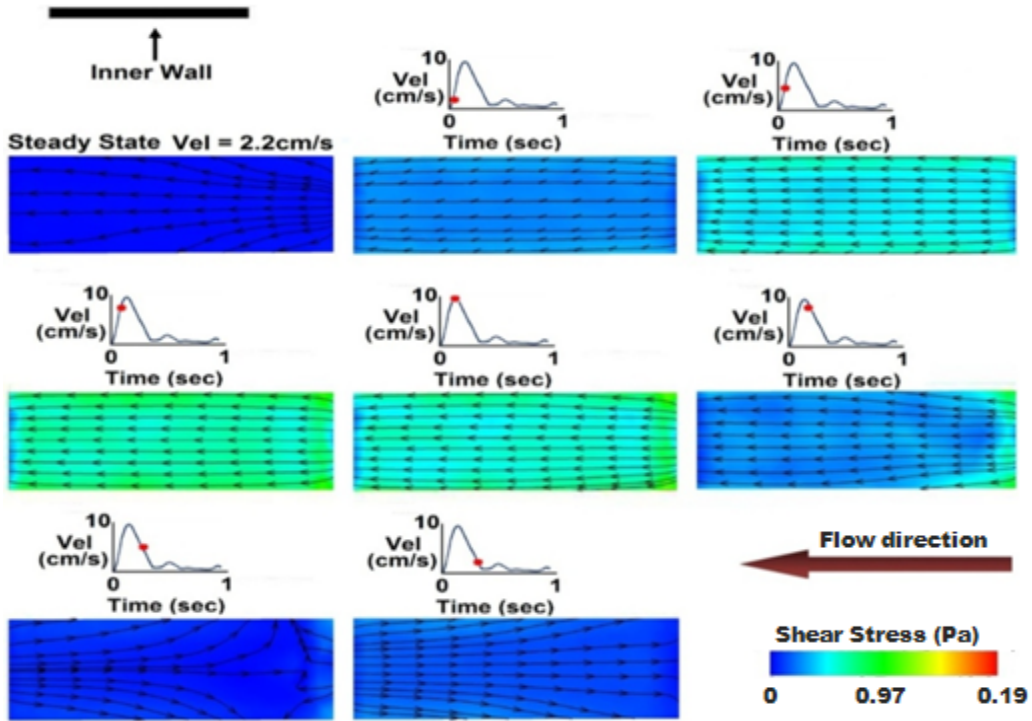 Inner Wall
10
Vel
(cm/s)
0
1
Time (sec)
10
Vel
(cm/s)
0
1
Time (sec)
Steady State Vel = 2.2cm/s
10
Vel
(cm/s)
0
1
Time (sec)
10
Vel
(cm/s)
0
1
Time (sec)
10
Vel
(cm/s)
0
1
Time (sec)
10
Vel
(cm/s)
0
1
Time (sec)
10
Vel
(cm/s)
0
1
Time (sec)
Flow direction
Shear Stress (Pa)
0 0.97 0.19